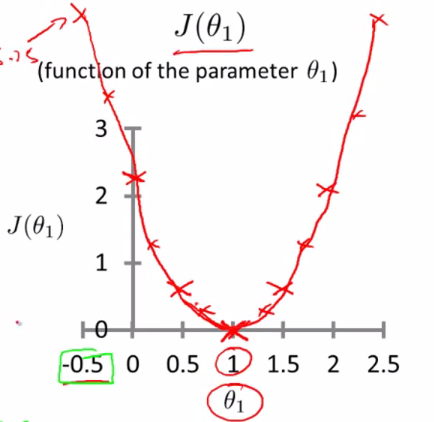 J(θ₁)
(function of the parameter θ₁)
3
2
J(θ₁)
1
0
-0.5 0 0.5 1 1.5 2 2.5
θ₁